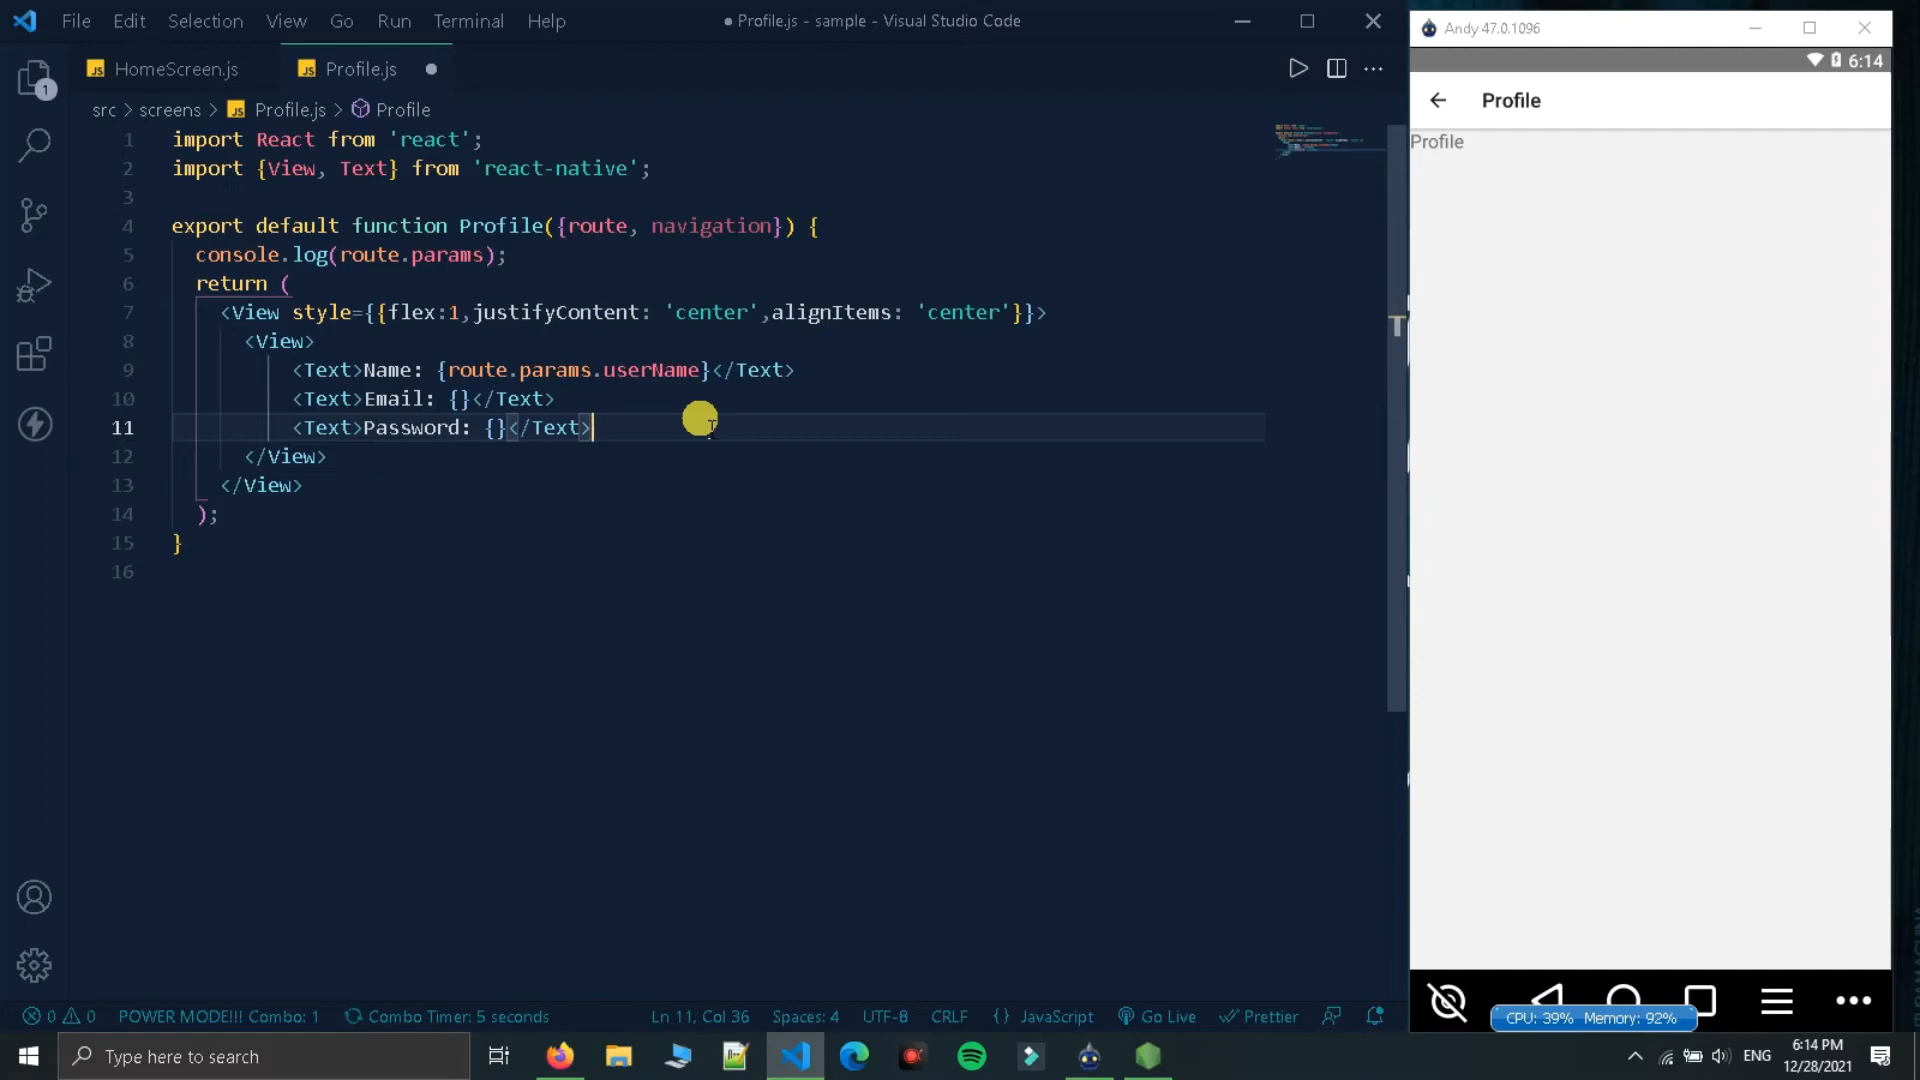 File Edit Selection View Go Run Terminal Help
● Profile.js - sample - Visual Studio Code
Andy 47.0.1096
6:14
1
JS HomeScreen.js
JS Profile.js
src > screens > JS Profile.js > Profile
Profile
Profile
1 import React from 'react';
2 import {View, Text} from 'react-native';
3
4 export default function Profile({route, navigation}) {
5 console.log(route.params);
6 return (
7 <View style={{flex:1,justifyContent: 'center',alignItems: 'center'}}>
8 <View>
9 <Text>Name: {route.params.userName}</Text>
10 <Text>Email: {}</Text>
11 <Text>Password: {}</Text>
12 </View>
13 </View>
14 );
15 }
16
0 0 POWER MODE!!! Combo: 1 Combo Timer: 5 seconds Ln 11, Col 36 Spaces: 4 UTF-8 CRLF {} JavaScript Go Live Prettier
CPU: 39% Memory: 92%
Type here to search
ENG
6:14 PM
12/28/2021